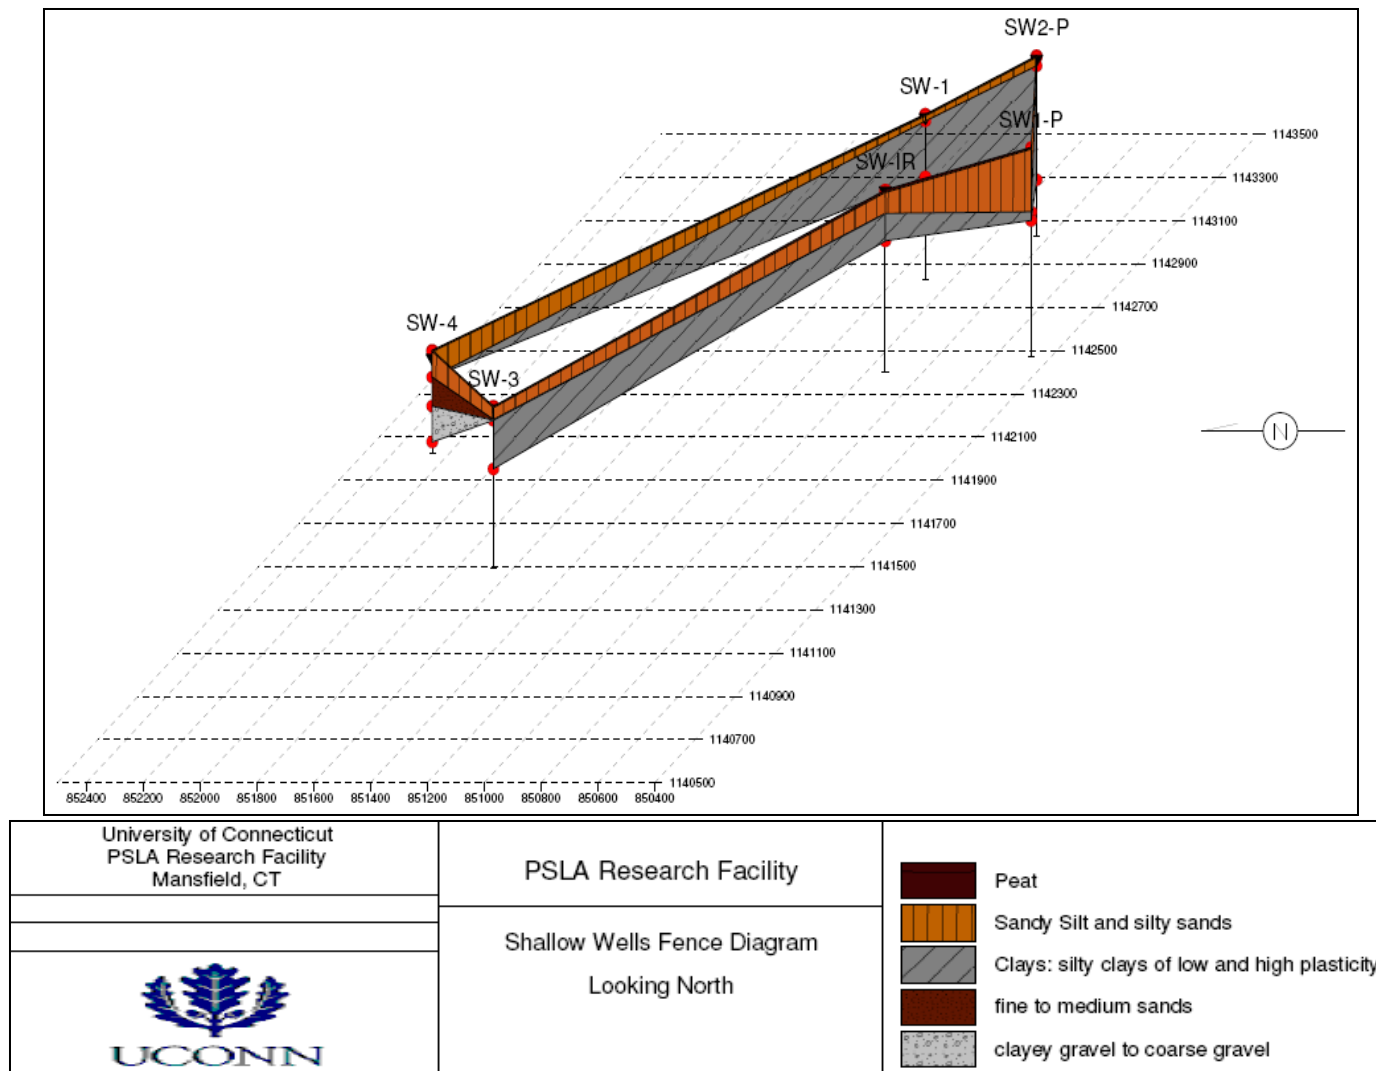 SW2-P
SW-1
SW1-P
SW-IR
SW-4
SW-3
1143500
1143300
1143100
1142900
1142700
1142500
1142300
1142100
1141900
1141700
1141500
1141300
1141100
1140900
1140700
1140500
N
852400 852200 852000 851800 851600 851400 851200 851000 850800 850600 850400
University of Connecticut
PSLA Research Facility
Mansfield, CT
UCONN
PSLA Research Facility
Shallow Wells Fence Diagram
Looking North
Peat
Sandy Silt and silty sands
Clays: silty clays of low and high plasticity
fine to medium sands
clayey gravel to coarse gravel